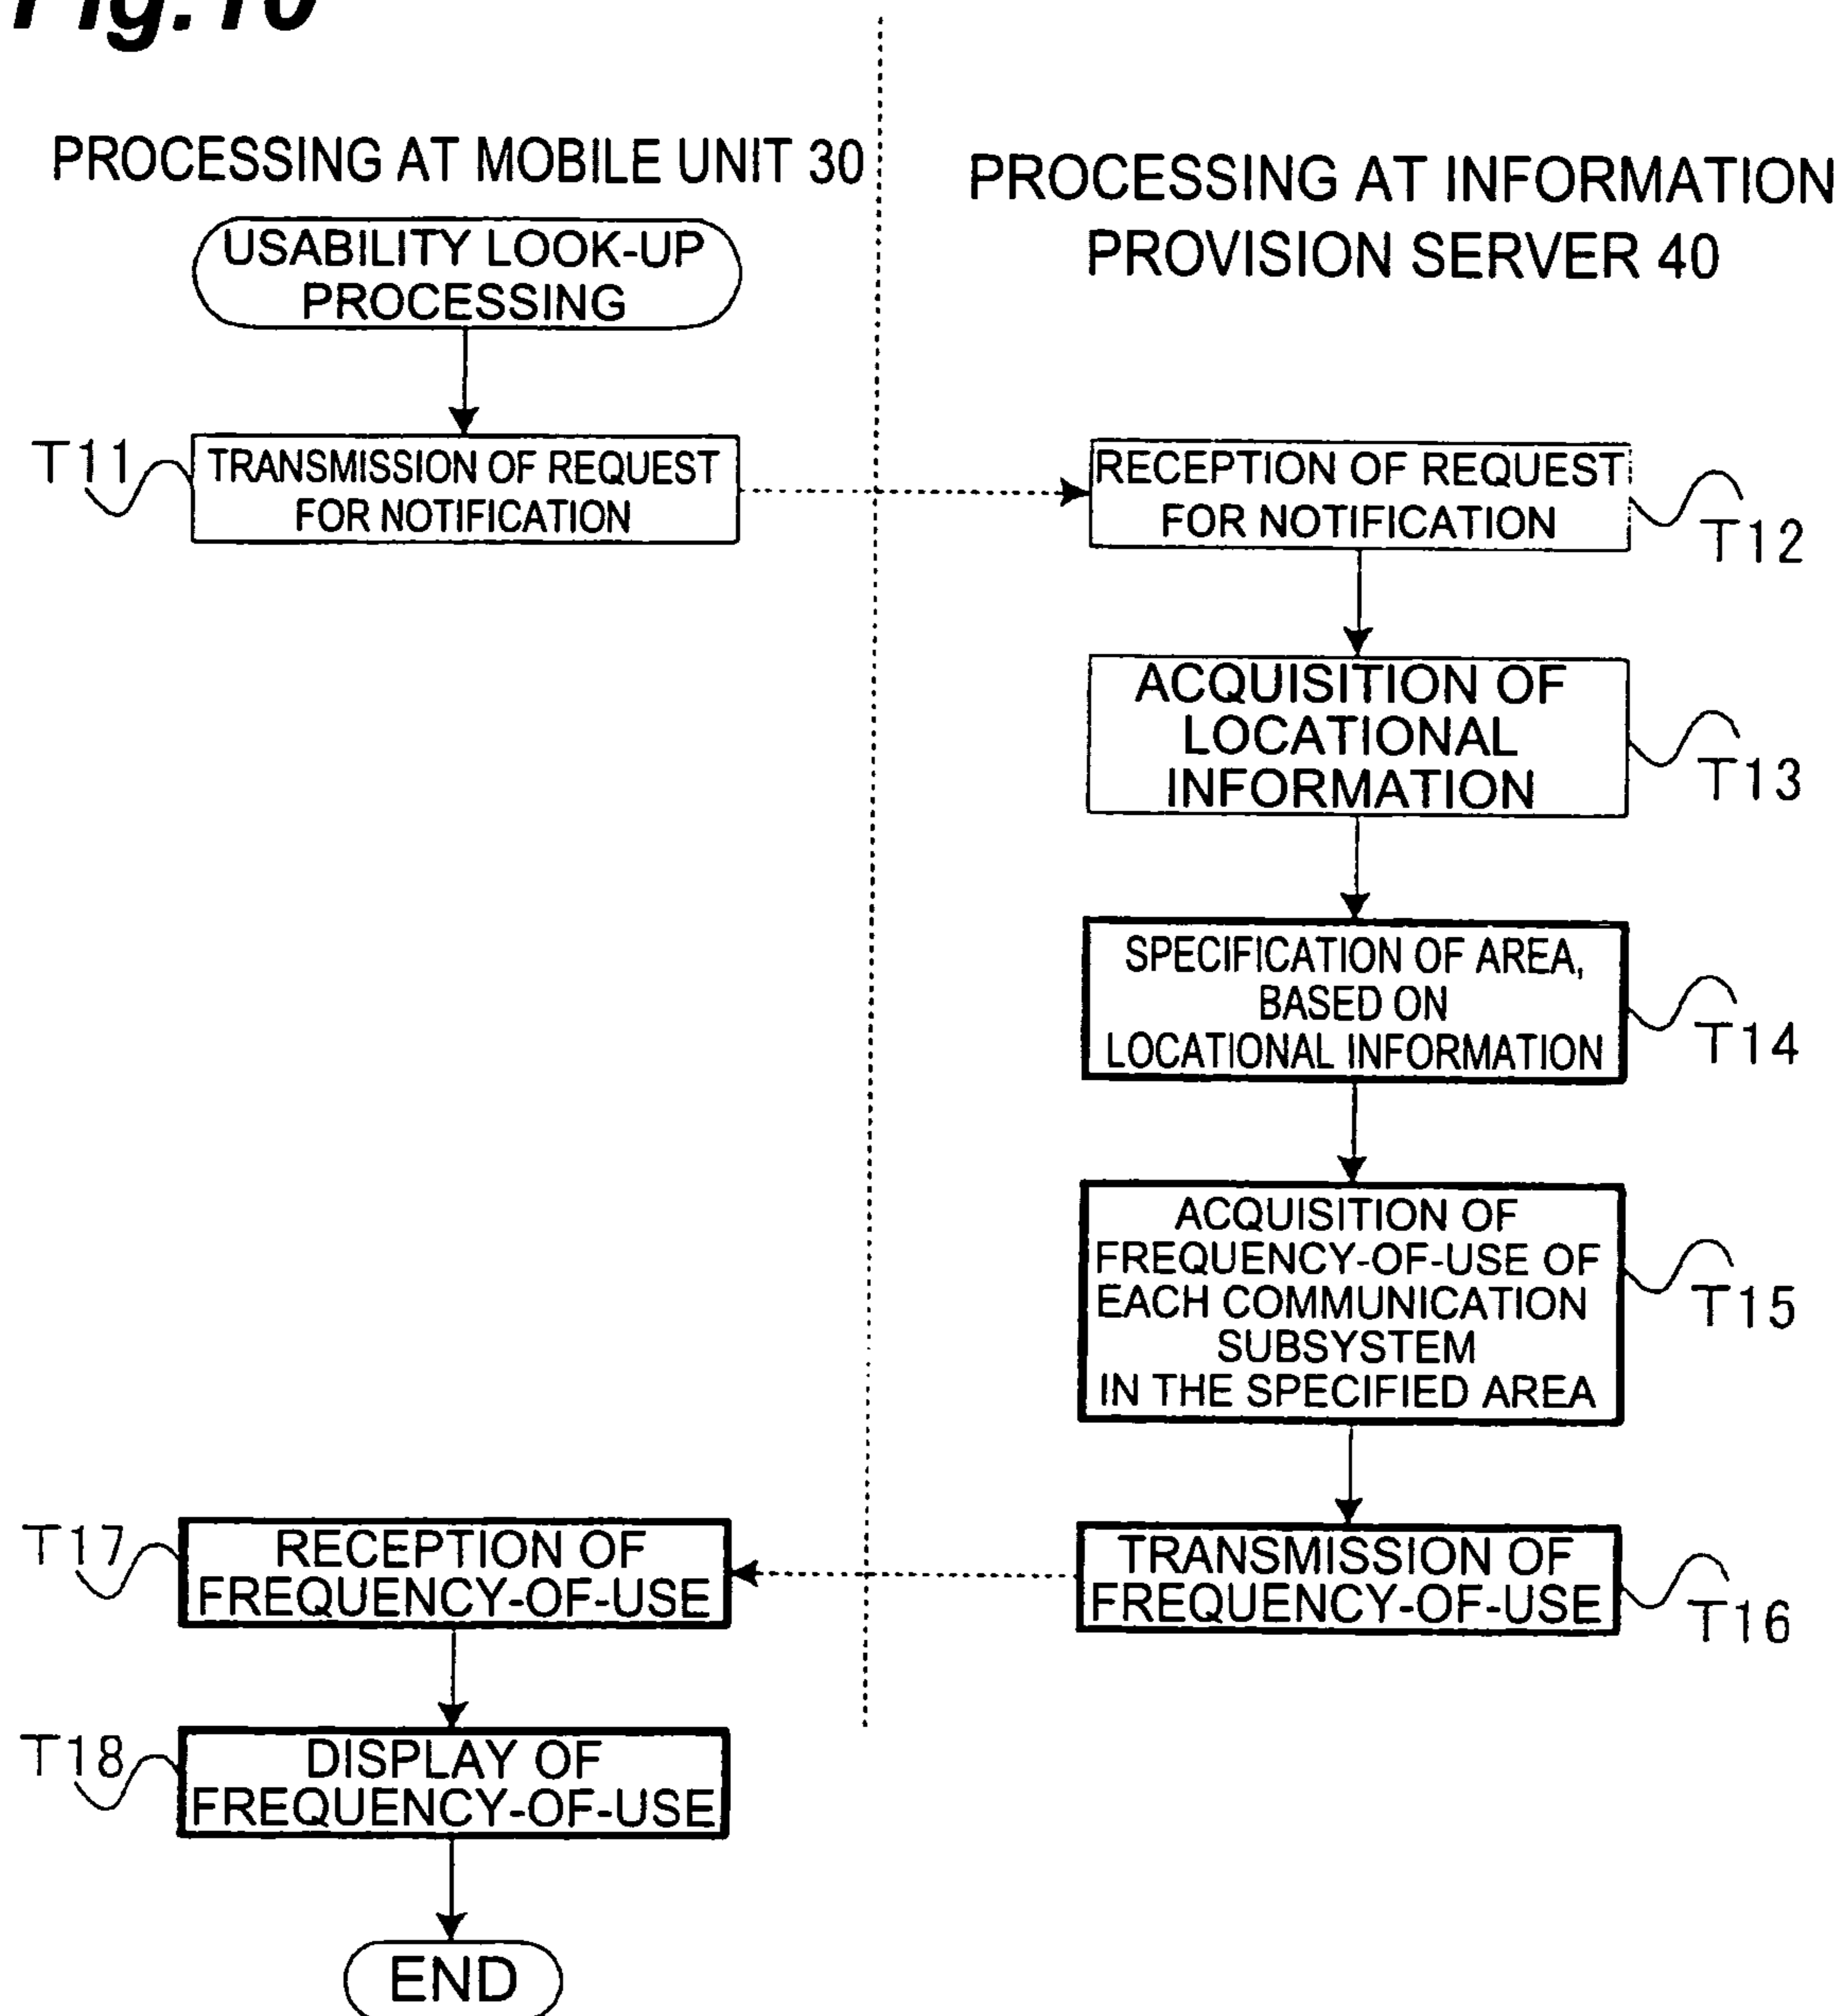 Fig.10
PROCESSING AT MOBILE UNIT 30
PROCESSING AT INFORMATION
PROVISION SERVER 40
USABILITY LOOK-UP
PROCESSING
T11
TRANSMISSION OF REQUEST
FOR NOTIFICATION
RECEPTION OF REQUEST
FOR NOTIFICATION
T12
ACQUISITION OF
LOCATIONAL
INFORMATION
T13
SPECIFICATION OF AREA,
BASED ON
LOCATIONAL INFORMATION
T14
ACQUISITION OF
FREQUENCY-OF-USE OF
EACH COMMUNICATION
SUBSYSTEM
IN THE SPECIFIED AREA
T15
TRANSMISSION OF
FREQUENCY-OF-USE
T16
T17
RECEPTION OF
FREQUENCY-OF-USE
T18
DISPLAY OF
FREQUENCY-OF-USE
END